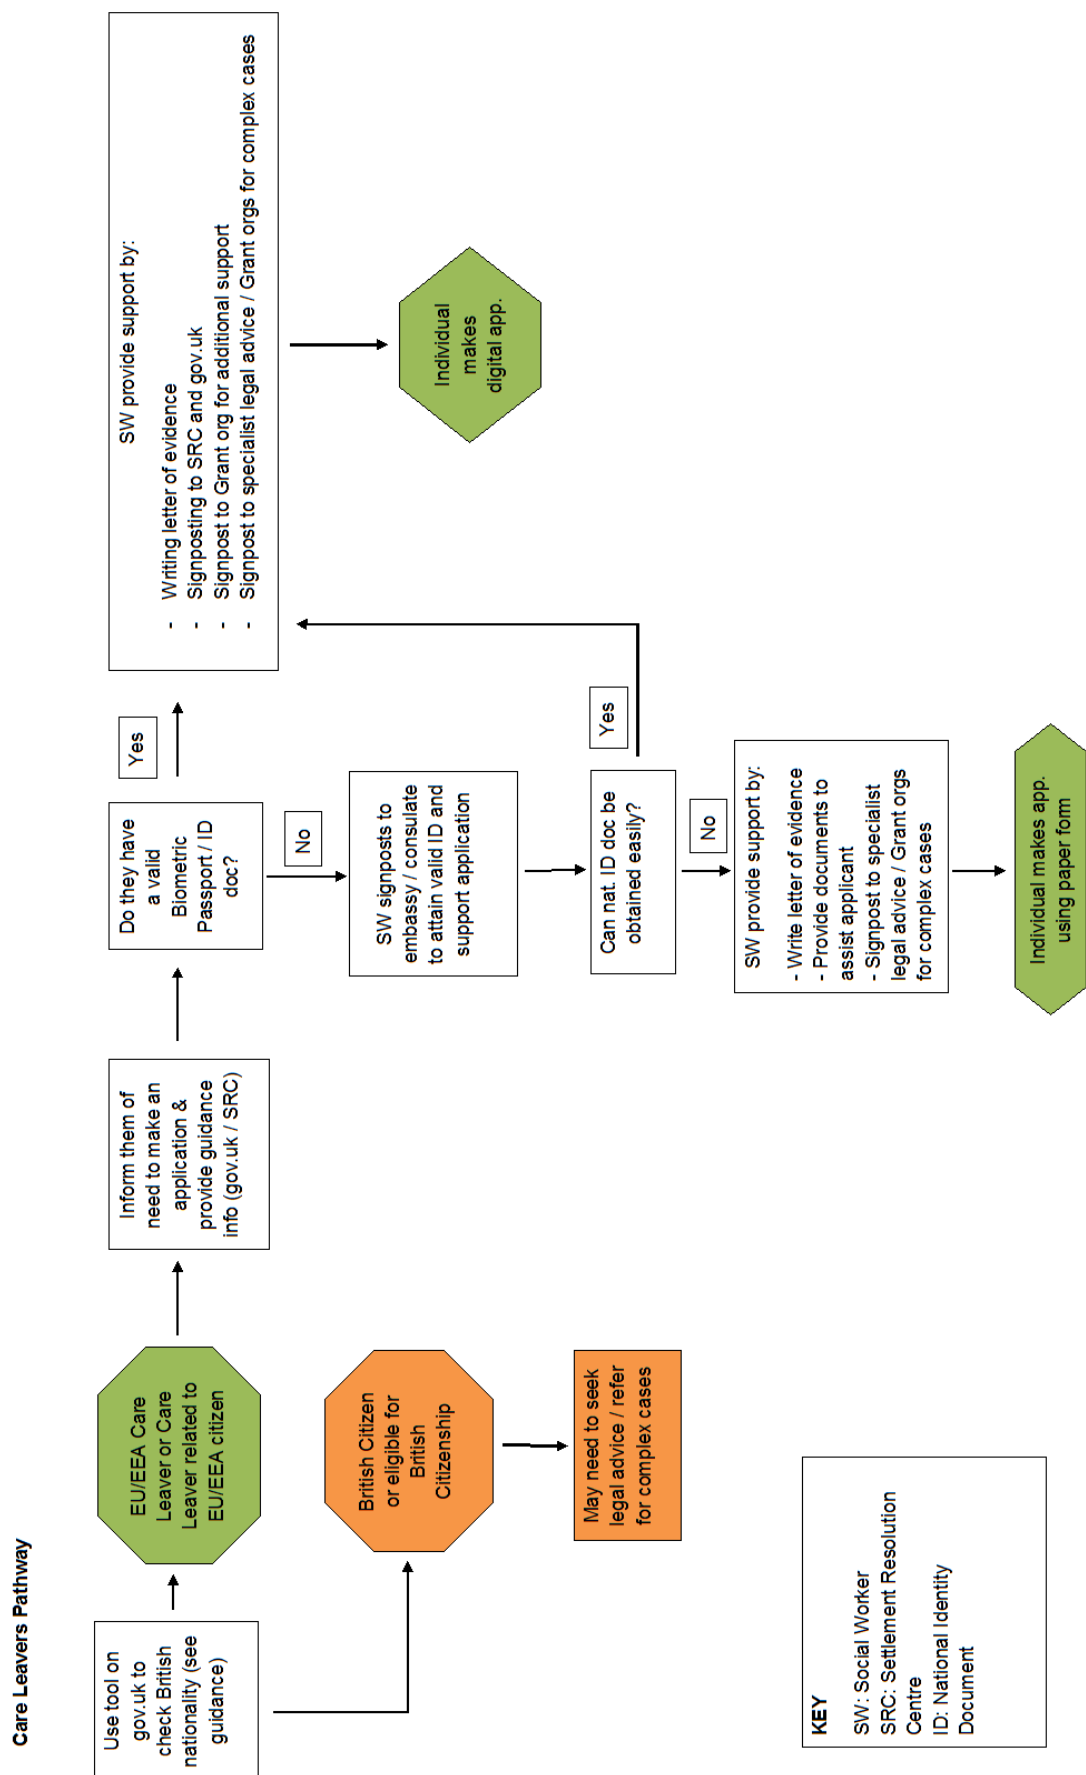 Care Leavers Pathway
Use tool on
gov.uk to
check British
nationality (see
guidance)
EU/EEA Care
Leaver or Care
Leaver related to
EU/EEA citizen
Inform them of
need to make an
application &
provide guidance
info (gov.uk / SRC)
Do they have
a valid
Biometric
Passport / ID
doc?
Yes
SW provide support by:
- Writing letter of evidence
- Signposting to SRC and gov.uk
- Signpost to Grant org for additional support
- Signpost to specialist legal advice / Grant orgs for complex cases
Individual
makes
digital app.
No
SW signposts to
embassy / consulate
to attain valid ID and
support application
Can nat. ID doc be
obtained easily?
Yes
No
SW provide support by:
- Write letter of evidence
- Provide documents to
assist applicant
- Signpost to specialist
legal advice / Grant orgs
for complex cases
Individual makes app.
using paper form
British Citizen
or eligible for
British
Citizenship
May need to seek
legal advice / refer
for complex cases
KEY
SW: Social Worker
SRC: Settlement Resolution
Centre
ID: National Identity
Document